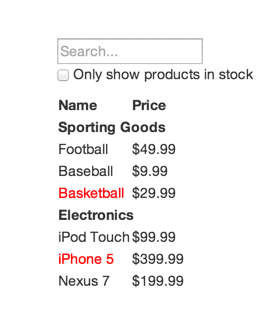 Search...
Only show products in stock
Name Price
Sporting Goods
Football $49.99
Baseball $9.99
Basketball $29.99
Electronics
iPod Touch $99.99
iPhone 5 $399.99
Nexus 7 $199.99